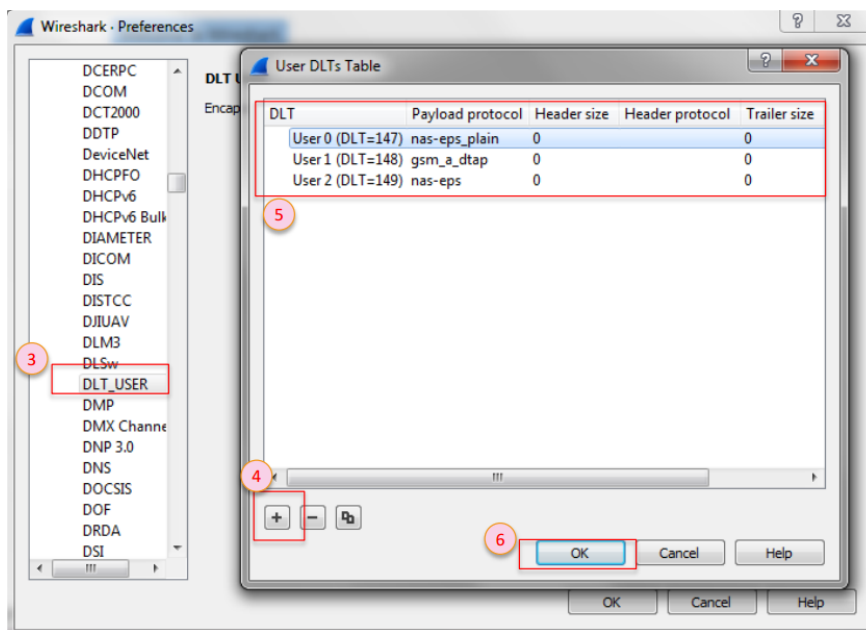 Wireshark · Preferences
DCERPC
DCOM
DCT2000
DDTP
DeviceNet
DHCPFO
DHCPv6
DHCPv6 Bulk
DIAMETER
DICOM
DIS
DISTCC
DJIUAV
DLM3
DLSw
DLT_USER
DMP
DMX Channe
DNP 3.0
DNS
DOCSIS
DOF
DRDA
DSI
3
DLT U
Encap
User DLTs Table
DLT Payload protocol Header size Header protocol Trailer size
User 0 (DLT=147) nas-eps_plain 0 0
User 1 (DLT=148) gsm_a_dtap 0 0
User 2 (DLT=149) nas-eps 0 0
5
4
+ −
6
OK Cancel Help
OK Cancel Help